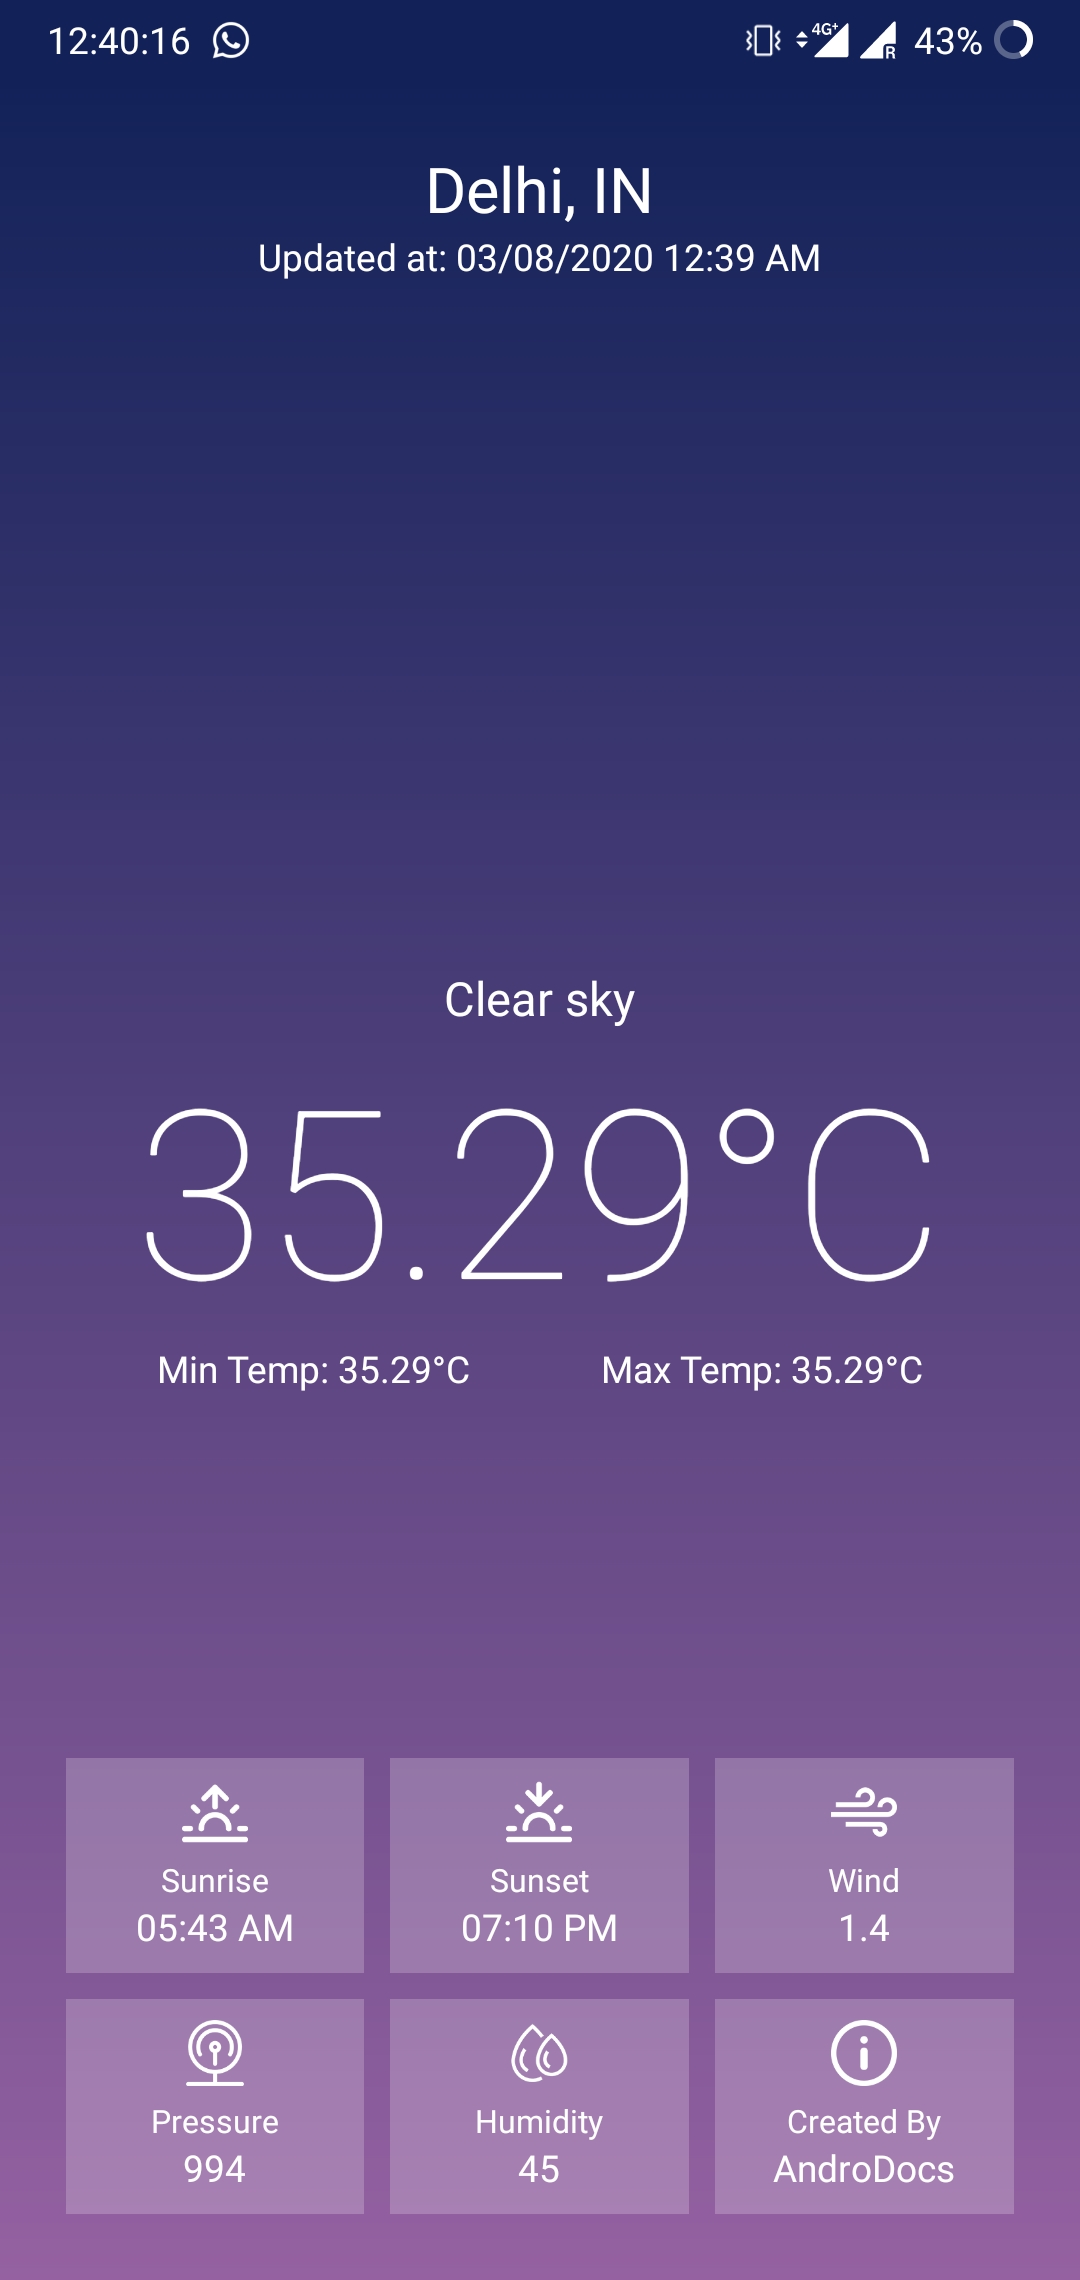 12:40:16 4G+ R 43%
Delhi, IN
Updated at: 03/08/2020 12:39 AM
Clear sky
35.29°C
Min Temp: 35.29°C Max Temp: 35.29°C
Sunrise
05:43 AM
Sunset
07:10 PM
Wind
1.4
Pressure
994
Humidity
45
Created By
AndroDocs